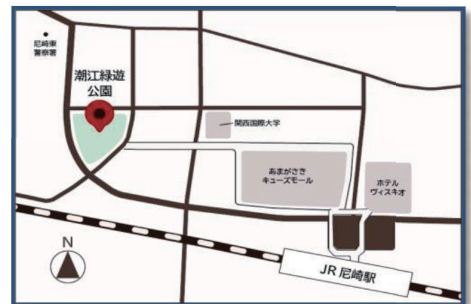 尼崎東
警察署
潮江緑遊
公園
関西国際大学
あまがさき
キューズモール
ホテル
ヴィスキオ
N
JR 尼崎駅